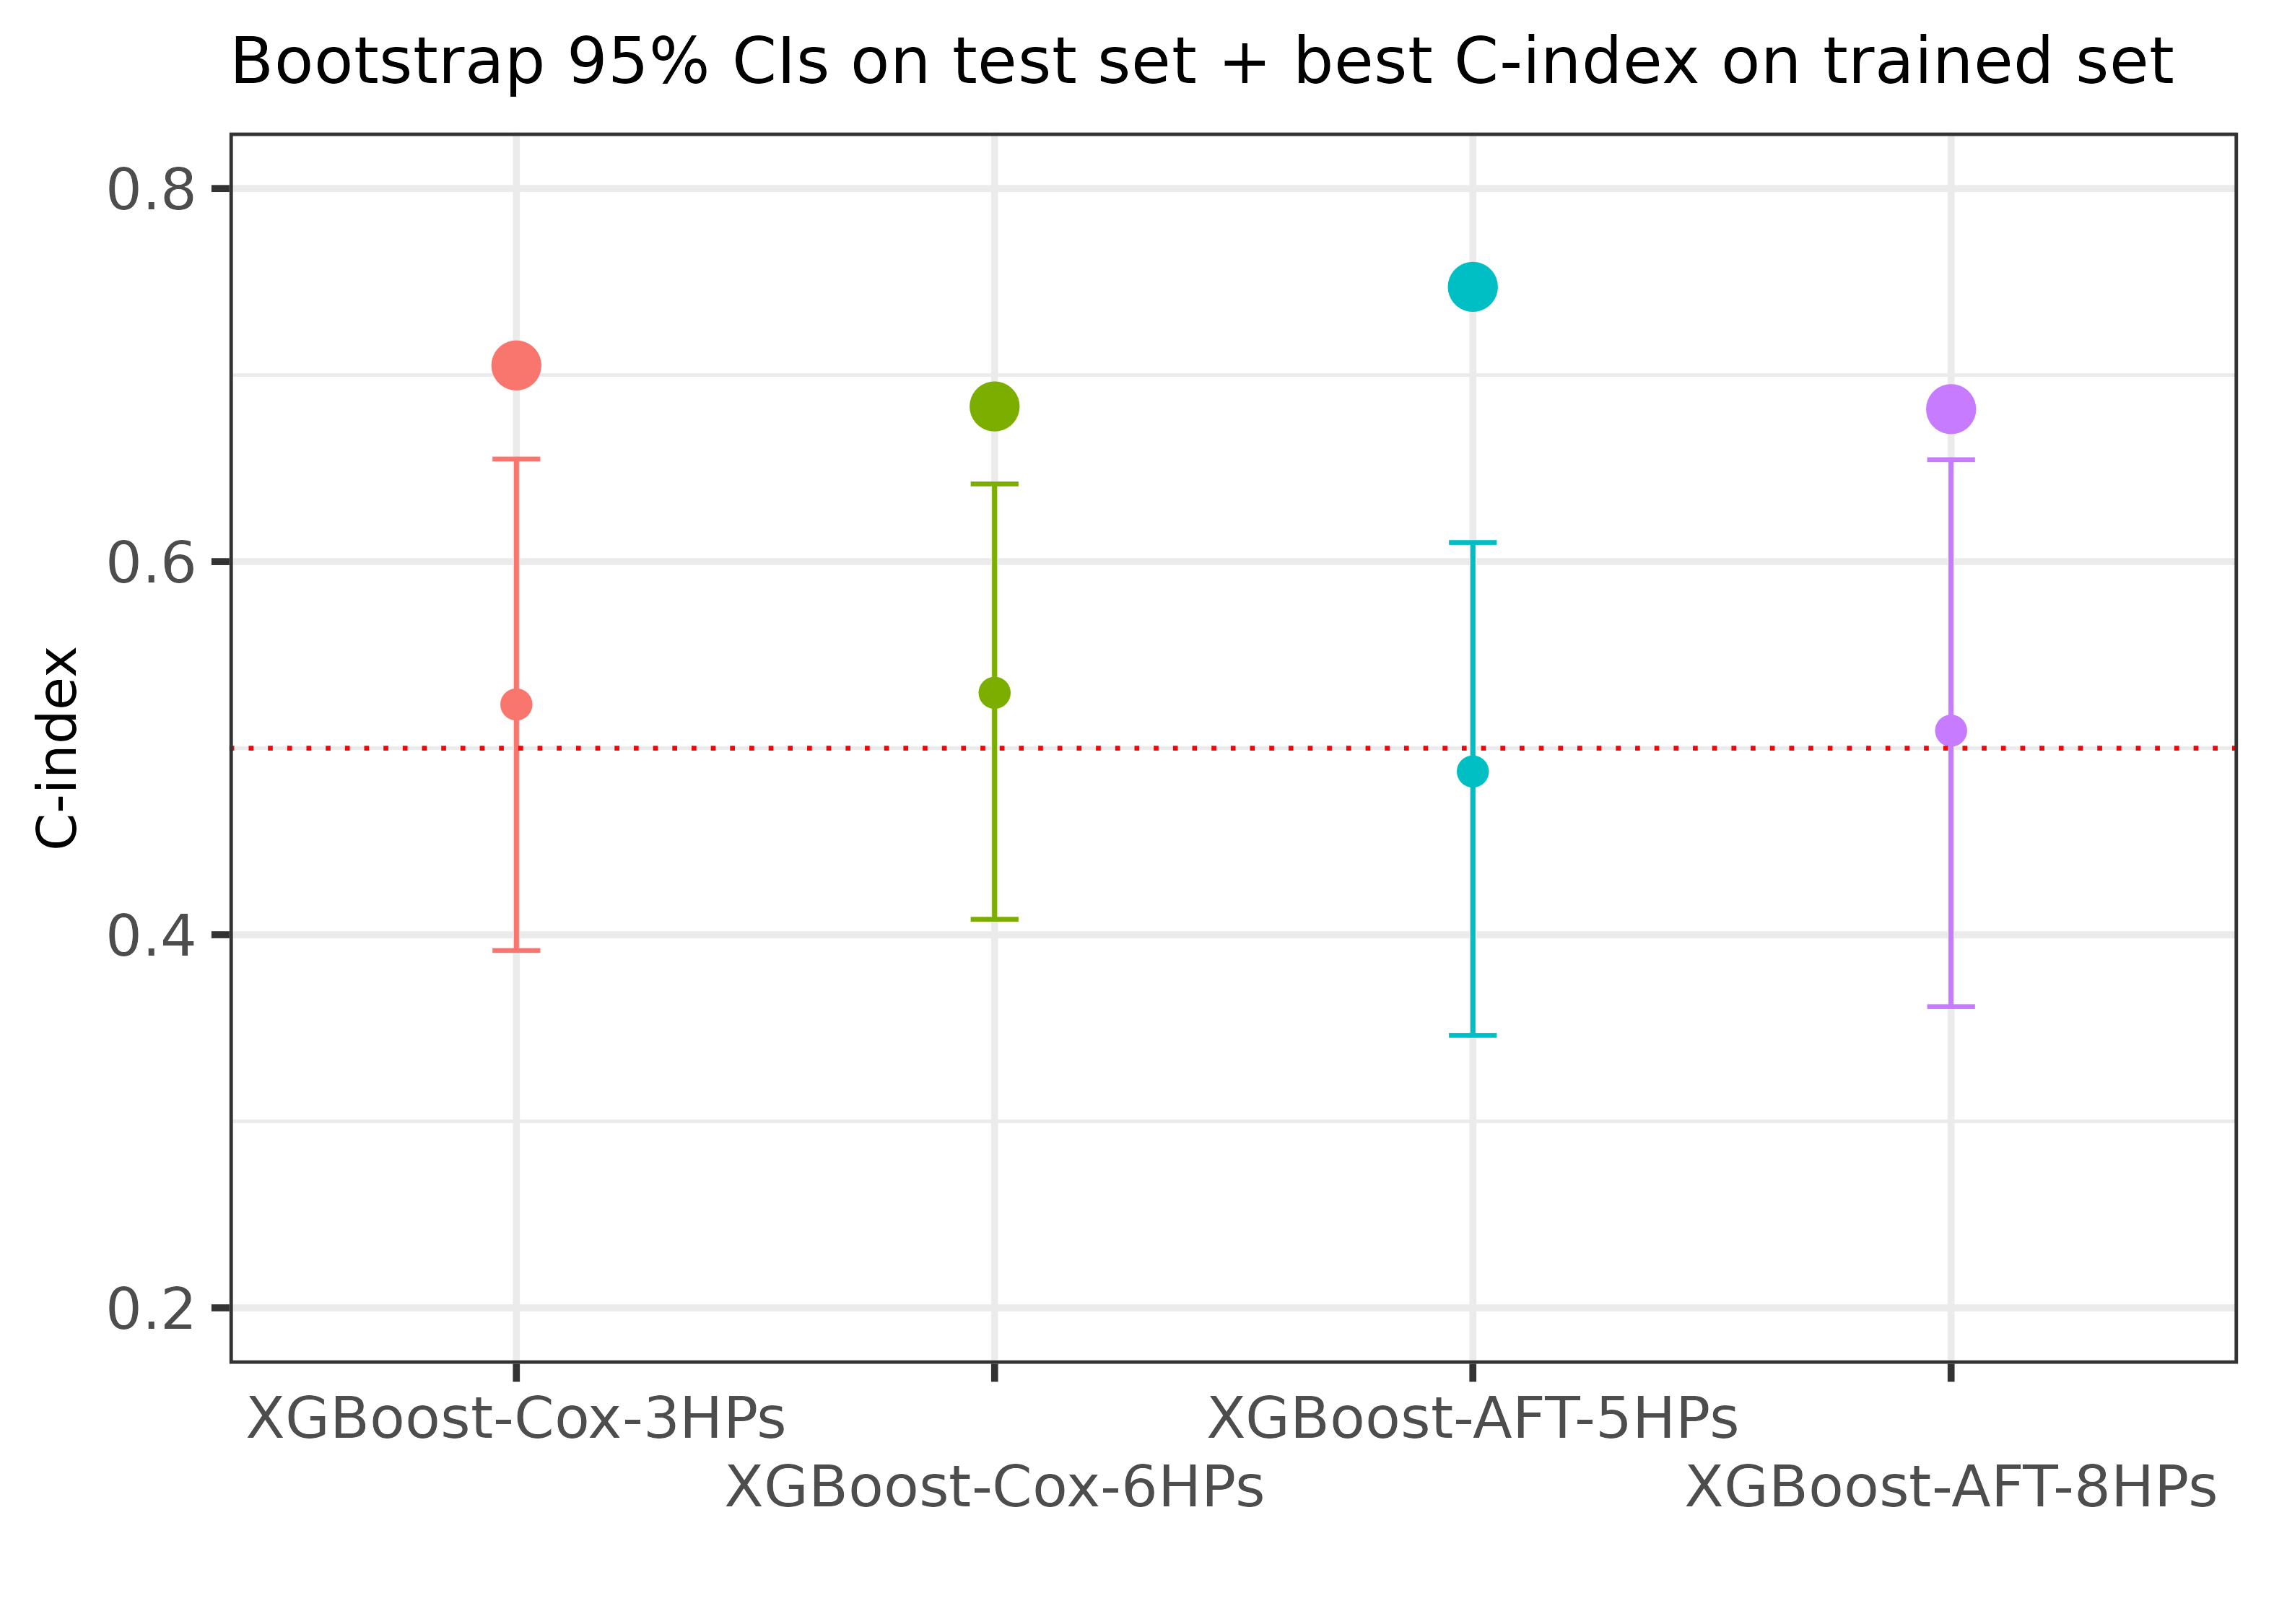 Bootstrap 95% CIs on test set + best C-index on trained set
C-index
0.8
0.6
0.4
0.2
XGBoost-Cox-3HPs
XGBoost-AFT-5HPs
XGBoost-Cox-6HPs
XGBoost-AFT-8HPs